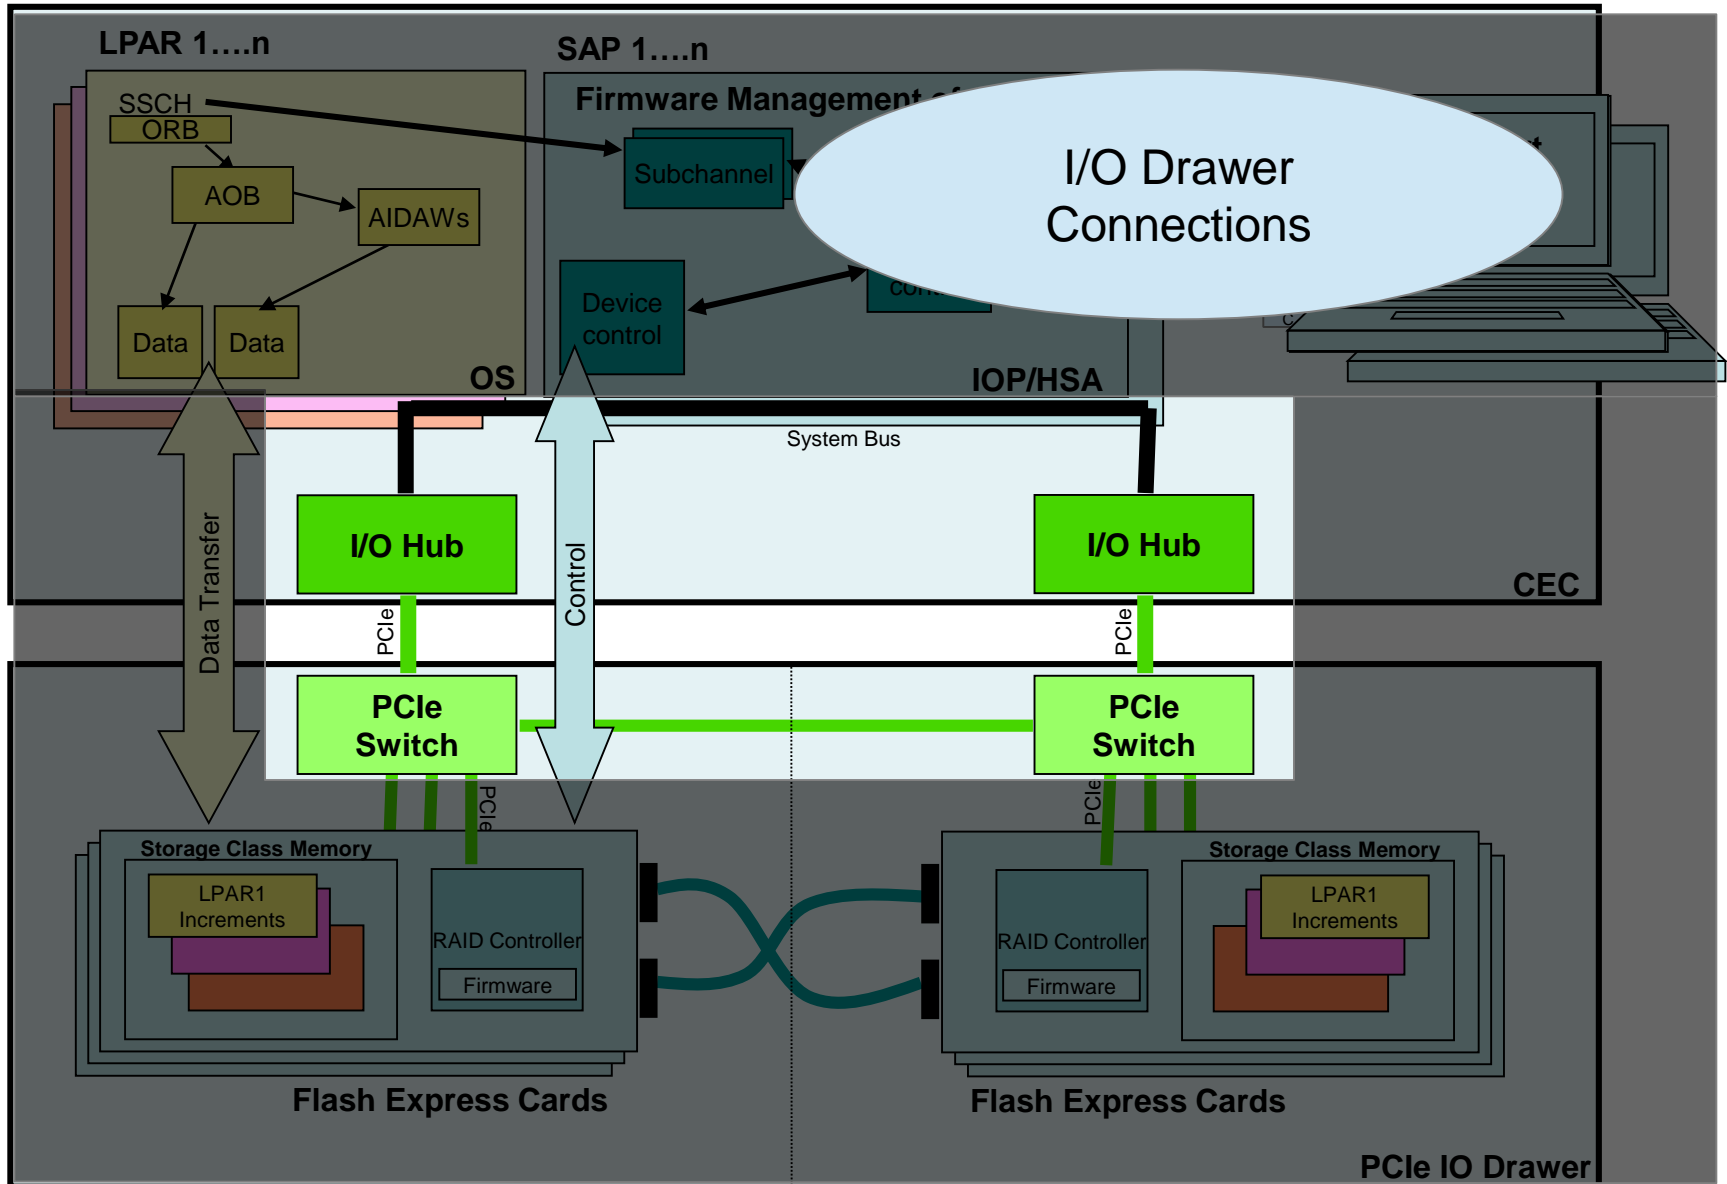 LPAR 1….n
SAP 1….n
SSCH
ORB
AOB
AIDAWs
Data
Data
OS
Firmware Management of
Subchannel
Device
control
IOP/HSA
I/O Drawer
Connections
System Bus
I/O Hub
I/O Hub
CEC
Data Transfer
Control
PCIe
PCIe
PCIe
Switch
PCIe
Switch
PCIe
PCIe
Storage Class Memory
LPAR1
Increments
RAID Controller
Firmware
Storage Class Memory
LPAR1
Increments
RAID Controller
Firmware
Flash Express Cards
Flash Express Cards
PCIe IO Drawer